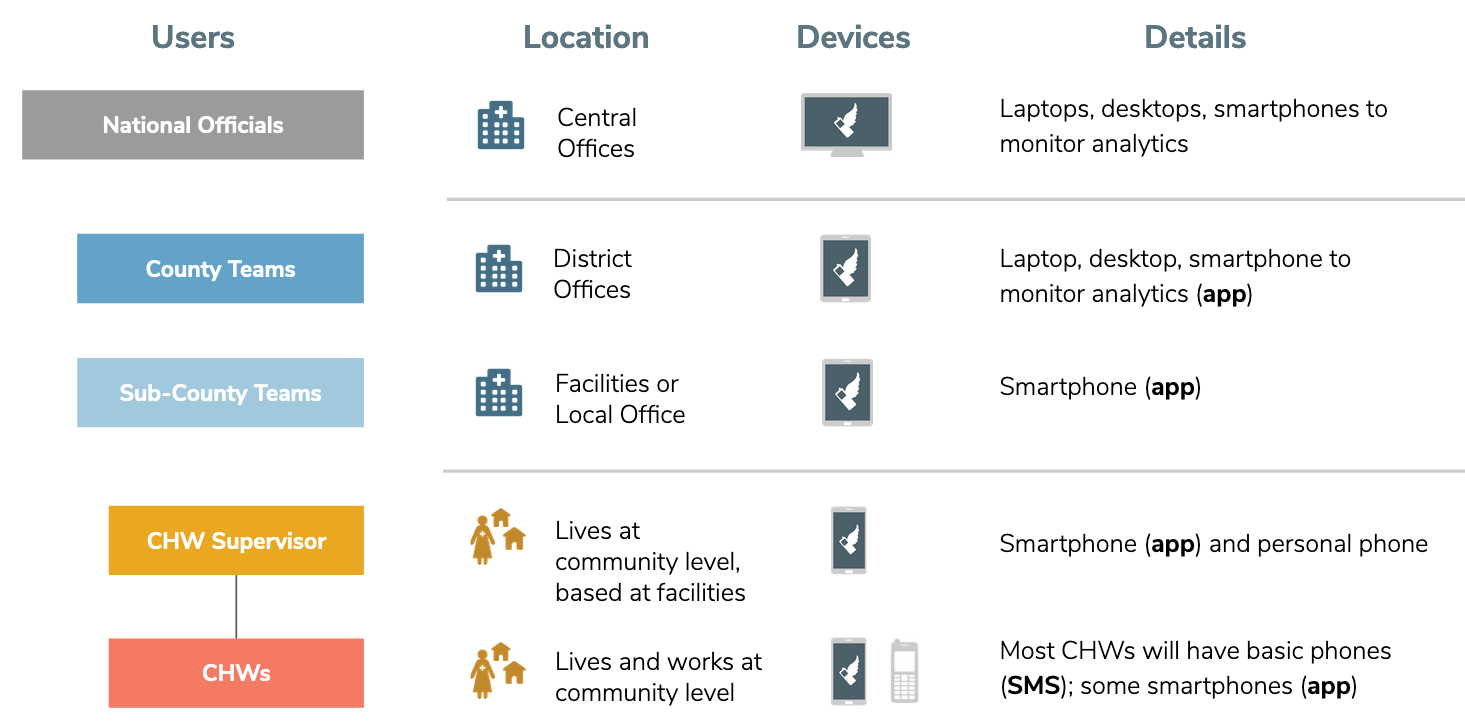 Users
Location
Devices
Details
National Officials
Central
Offices
Laptops, desktops, smartphones to
monitor analytics
County Teams
District
Offices
Laptop, desktop, smartphone to
monitor analytics (app)
Sub-County Teams
Facilities or
Local Office
Smartphone (app)
CHW Supervisor
Lives at
community level,
based at facilities
Smartphone (app) and personal phone
CHWs
Lives and works at
community level
Most CHWs will have basic phones
(SMS); some smartphones (app)